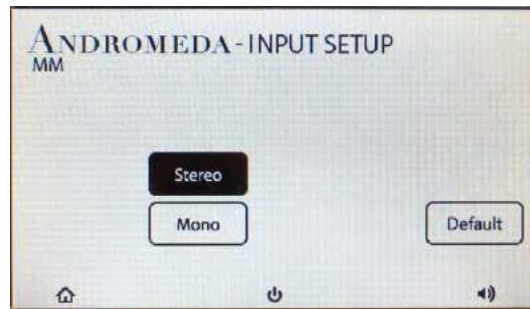 ANDROMEDA - INPUT SETUP
MM
Stereo
Mono
Default